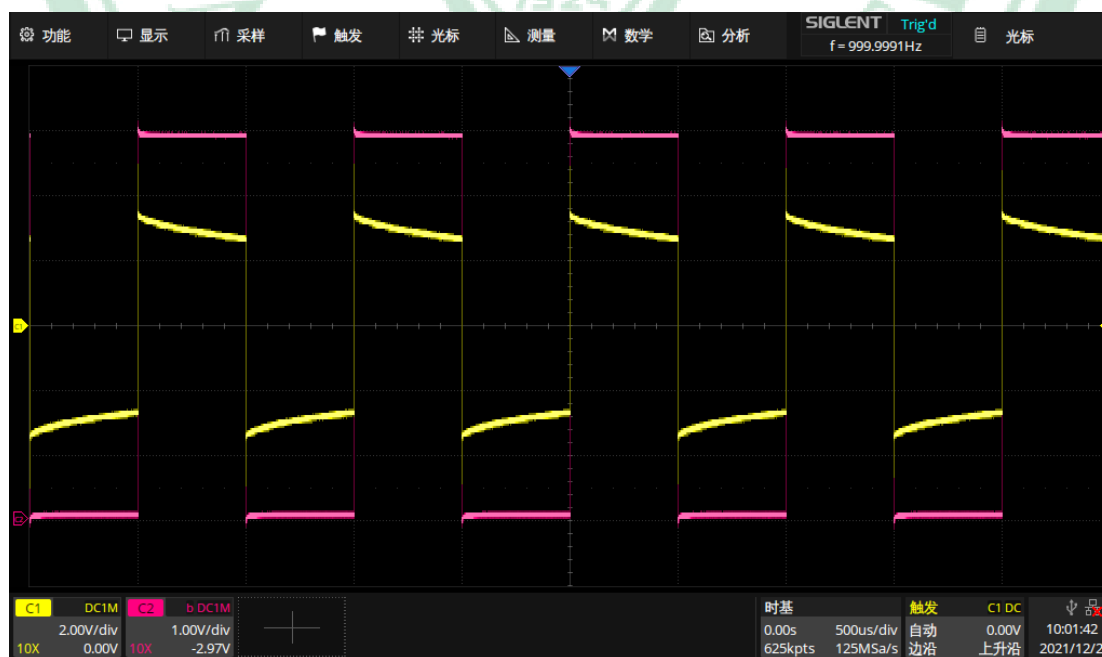 功能 显示 采样 触发 光标 测量 数学 分析 SIGLENT Trig'd 光标
f = 999.9991Hz
C1
C2
C1 DC1M C2 b DC1M 时基 触发 C1 DC
2.00V/div 1.00V/div 0.00s 500us/div 自动 0.00V 10:01:42
10X 0.00V 10X -2.97V 625kpts 125MSa/s 边沿 上升沿